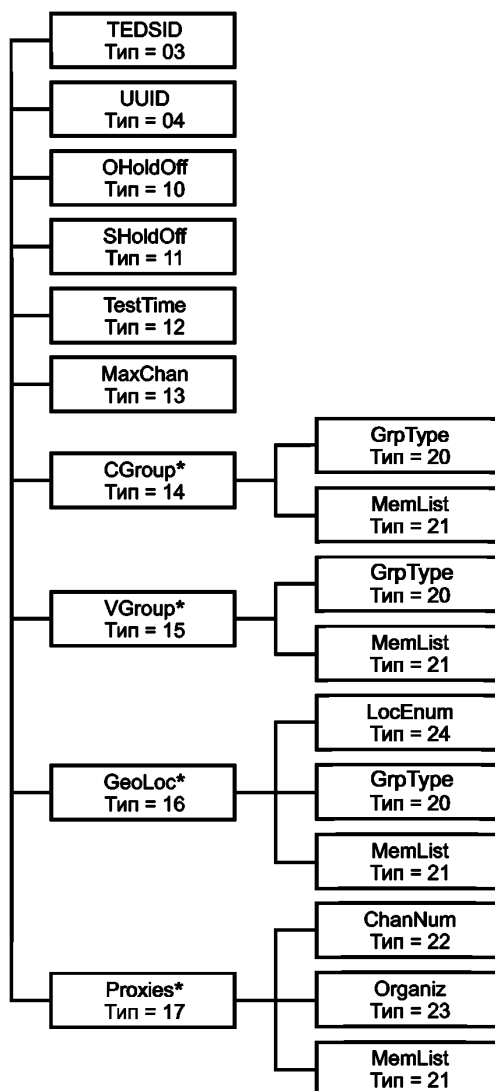 TEDSID
Тип = 03
UUID
Тип = 04
OHoldOff
Тип = 10
SHoldOff
Тип = 11
TestTime
Тип = 12
MaxChan
Тип = 13
CGroup*
Тип = 14
GrpType
Тип = 20
MemList
Тип = 21
VGroup*
Тип = 15
GrpType
Тип = 20
MemList
Тип = 21
GeoLoc*
Тип = 16
LocEnum
Тип = 24
GrpType
Тип = 20
MemList
Тип = 21
Proxies*
Тип = 17
ChanNum
Тип = 22
Organiz
Тип = 23
MemList
Тип = 21